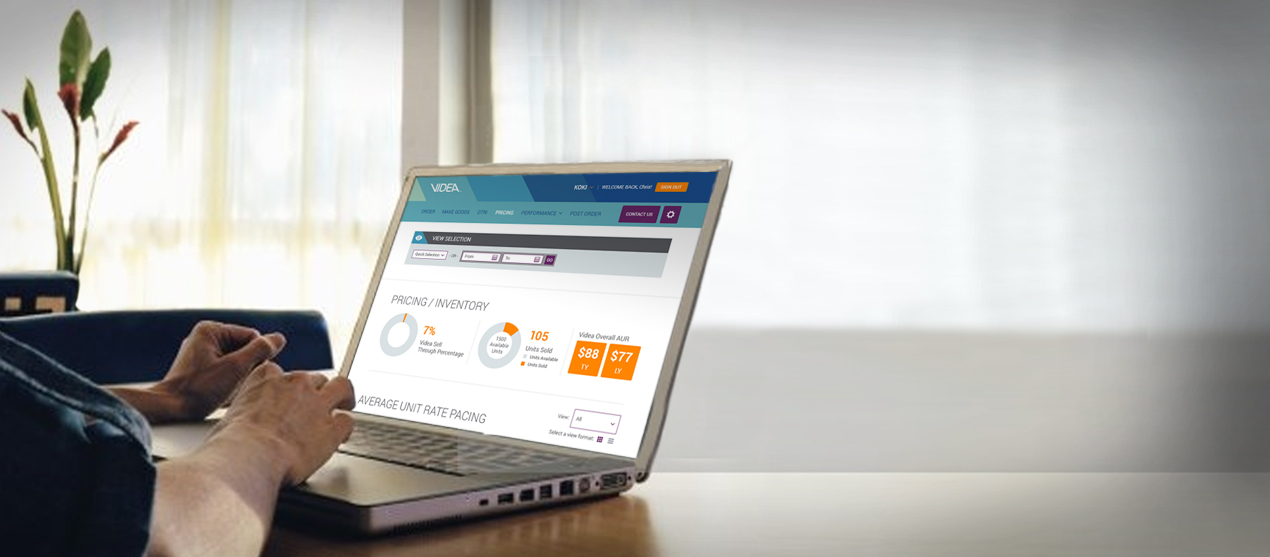 VIDEA
KOKI
WELCOME BACK, Chris!
SIGN OUT
ORDER
MAKE GOODS
OTR
PRICING
PERFORMANCE
POST ORDER
CONTACT US
VIEW SELECTION
Quick Selection
OR
From
To
GO
PRICING / INVENTORY
7%
Videa Sell
Through Percentage
1500
Available
Units
105
Units Sold
Units Available
Units Sold
Videa Overall AUR
$88
TY
$77
LY
AVERAGE UNIT RATE PACING
View:
All
Select a view format: